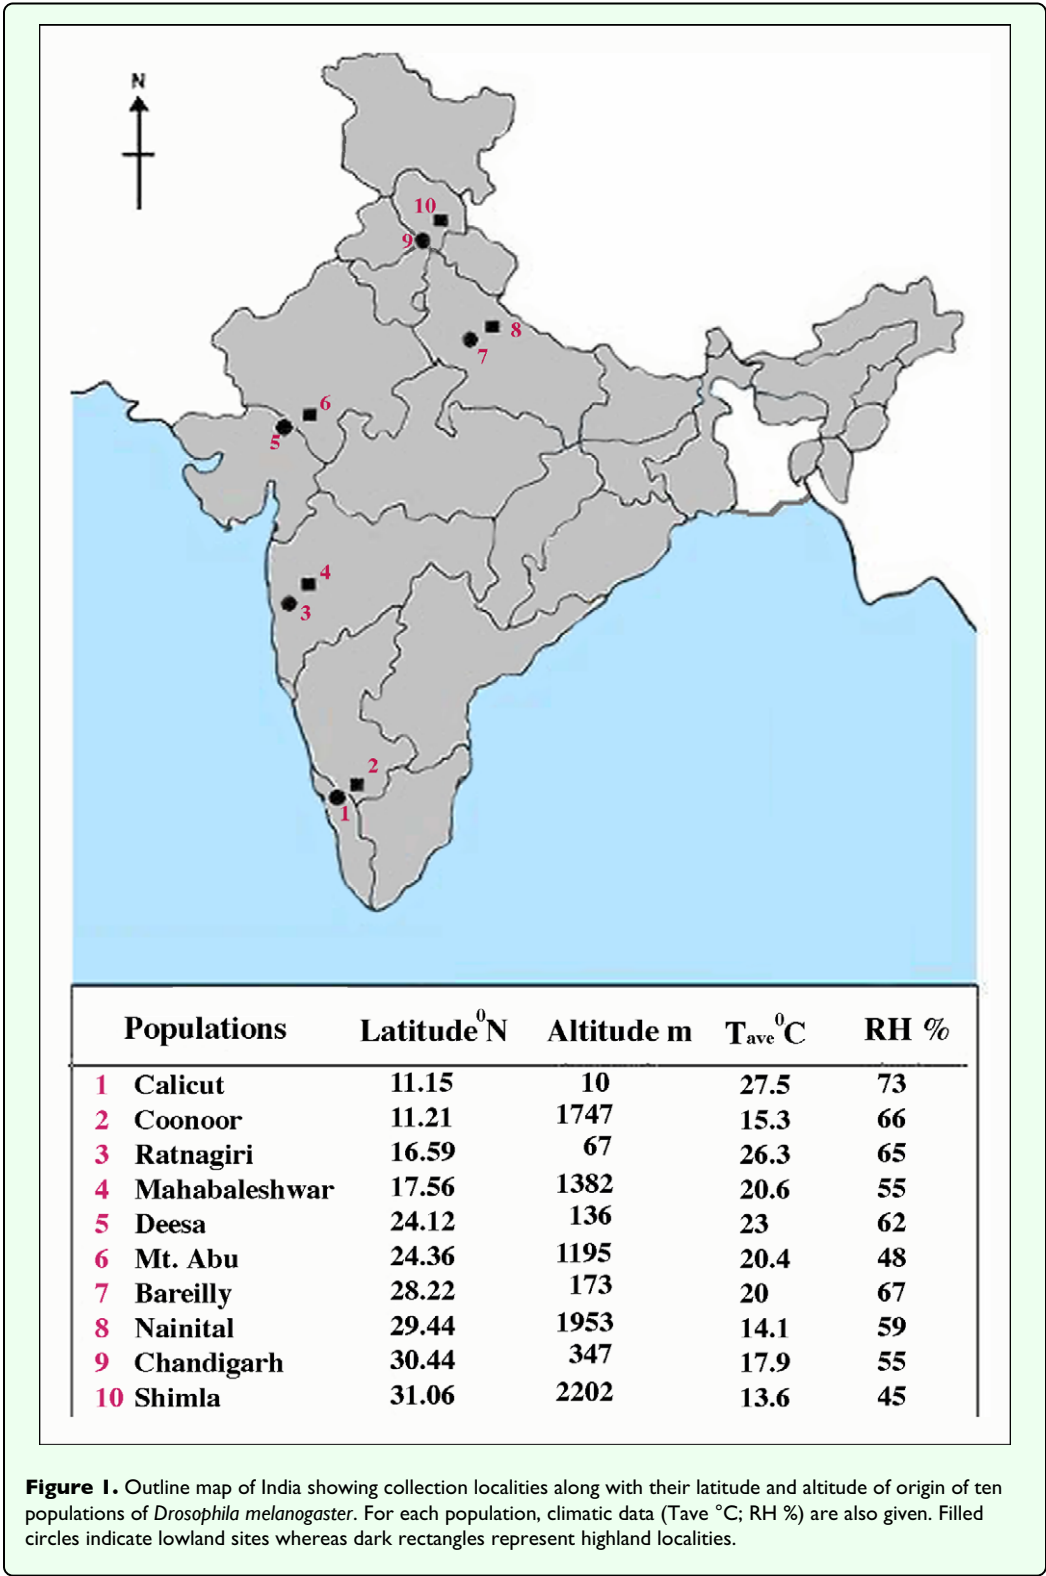 N
10
9
8
7
6
5
4
3
2
1
Populations Latitude⁰N Altitude m Tave⁰C RH %
1 Calicut 11.15 10 27.5 73
2 Coonoor 11.21 1747 15.3 66
3 Ratnagiri 16.59 67 26.3 65
4 Mahabaleshwar 17.56 1382 20.6 55
5 Deesa 24.12 136 23 62
6 Mt. Abu 24.36 1195 20.4 48
7 Bareilly 28.22 173 20 67
8 Nainital 29.44 1953 14.1 59
9 Chandigarh 30.44 347 17.9 55
10 Shimla 31.06 2202 13.6 45
Figure 1. Outline map of India showing collection localities along with their latitude and altitude of origin of ten
populations of Drosophila melanogaster. For each population, climatic data (Tave °C; RH %) are also given. Filled
circles indicate lowland sites whereas dark rectangles represent highland localities.